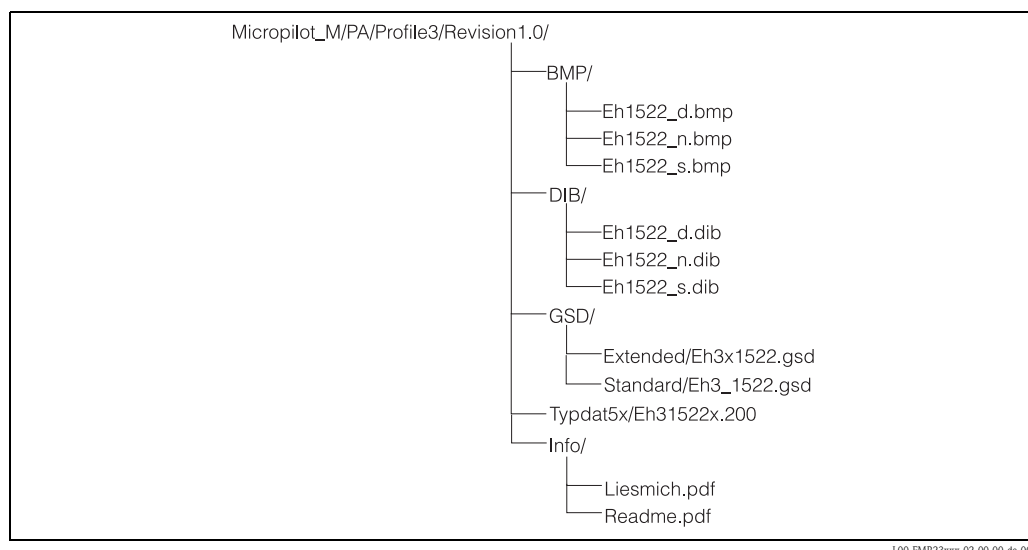 Micropilot_M/PA/Profile3/Revision1.0/
BMP/
Eh1522_d.bmp
Eh1522_n.bmp
Eh1522_s.bmp
DIB/
Eh1522_d.dib
Eh1522_n.dib
Eh1522_s.dib
GSD/
Extended/Eh3x1522.gsd
Standard/Eh3_1522.gsd
Typdat5x/Eh31522x.200
Info/
Liesmich.pdf
Readme.pdf